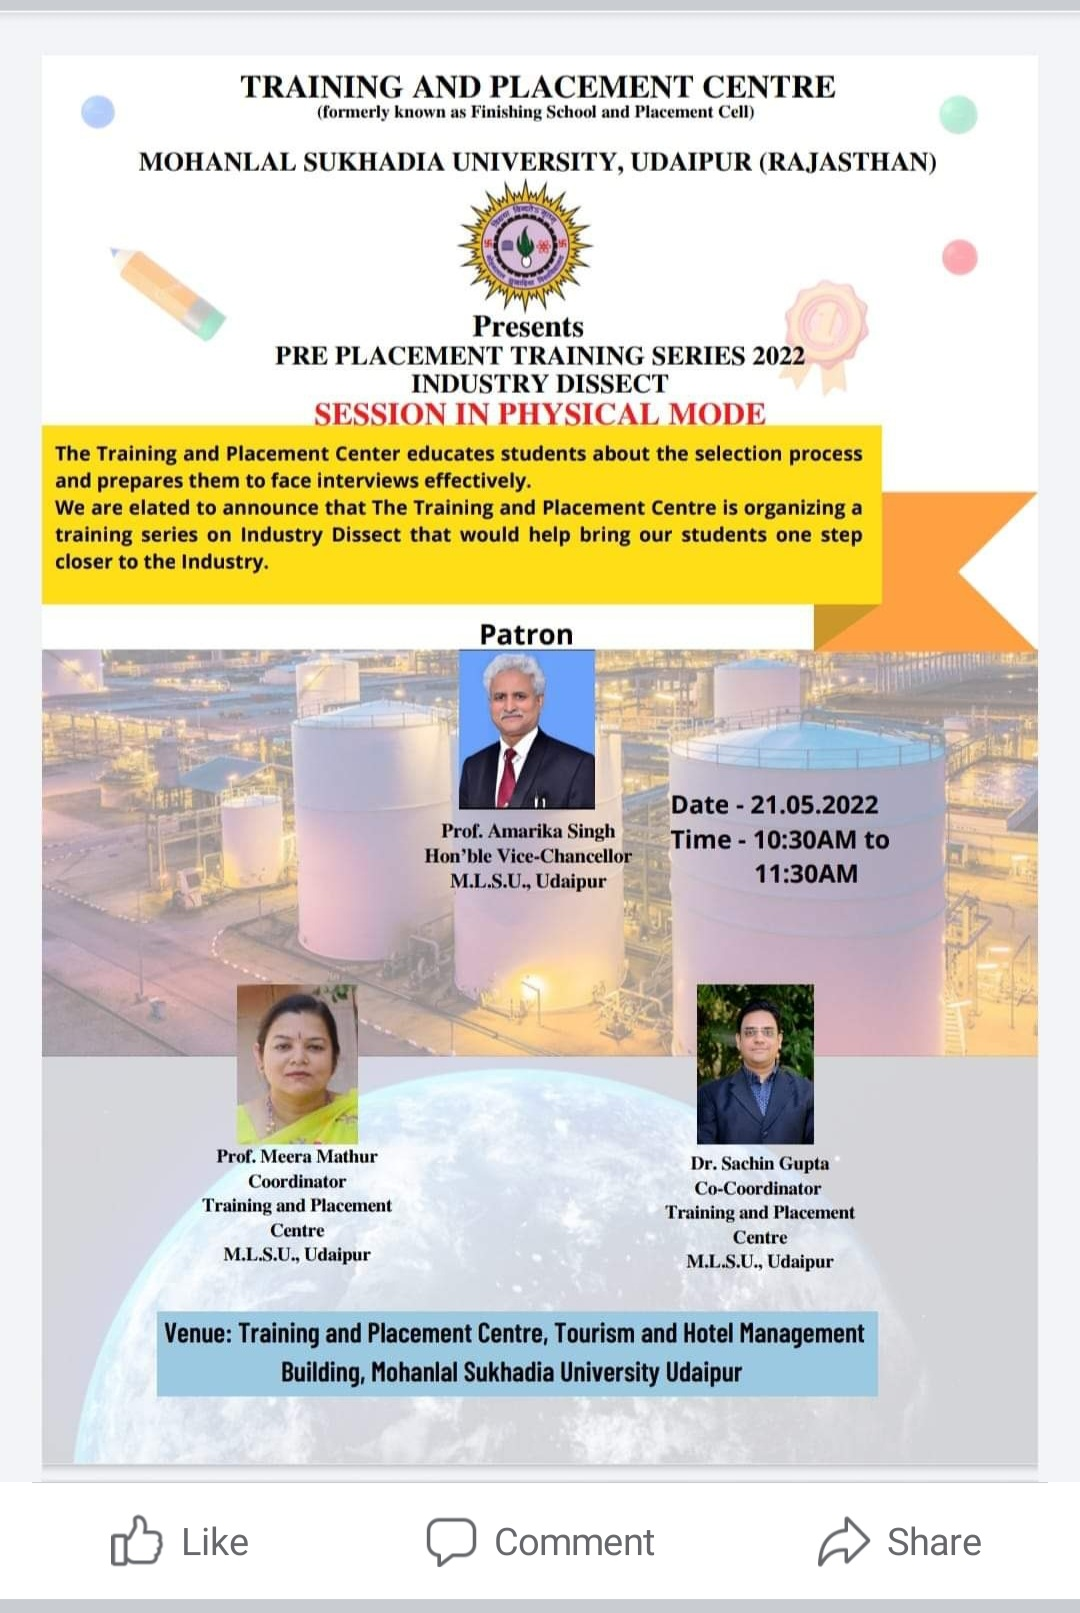 TRAINING AND PLACEMENT CENTRE
(formerly known as Finishing School and Placement Cell)
MOHANLAL SUKHADIA UNIVERSITY, UDAIPUR (RAJASTHAN)
Presents
PRE PLACEMENT TRAINING SERIES 2022
INDUSTRY DISSECT
SESSION IN PHYSICAL MODE
The Training and Placement Center educates students about the selection process
and prepares them to face interviews effectively.
We are elated to announce that The Training and Placement Centre is organizing a
training series on Industry Dissect that would help bring our students one step
closer to the Industry.
Patron
Prof. Amarika Singh
Hon'ble Vice-Chancellor
M.L.S.U., Udaipur
Date - 21.05.2022
Time - 10:30AM to
11:30AM
Prof. Meera Mathur
Coordinator
Training and Placement
Centre
M.L.S.U., Udaipur
Dr. Sachin Gupta
Co-Coordinator
Training and Placement
Centre
M.L.S.U., Udaipur
Venue: Training and Placement Centre, Tourism and Hotel Management
Building, Mohanlal Sukhadia University Udaipur
Like
Comment
Share